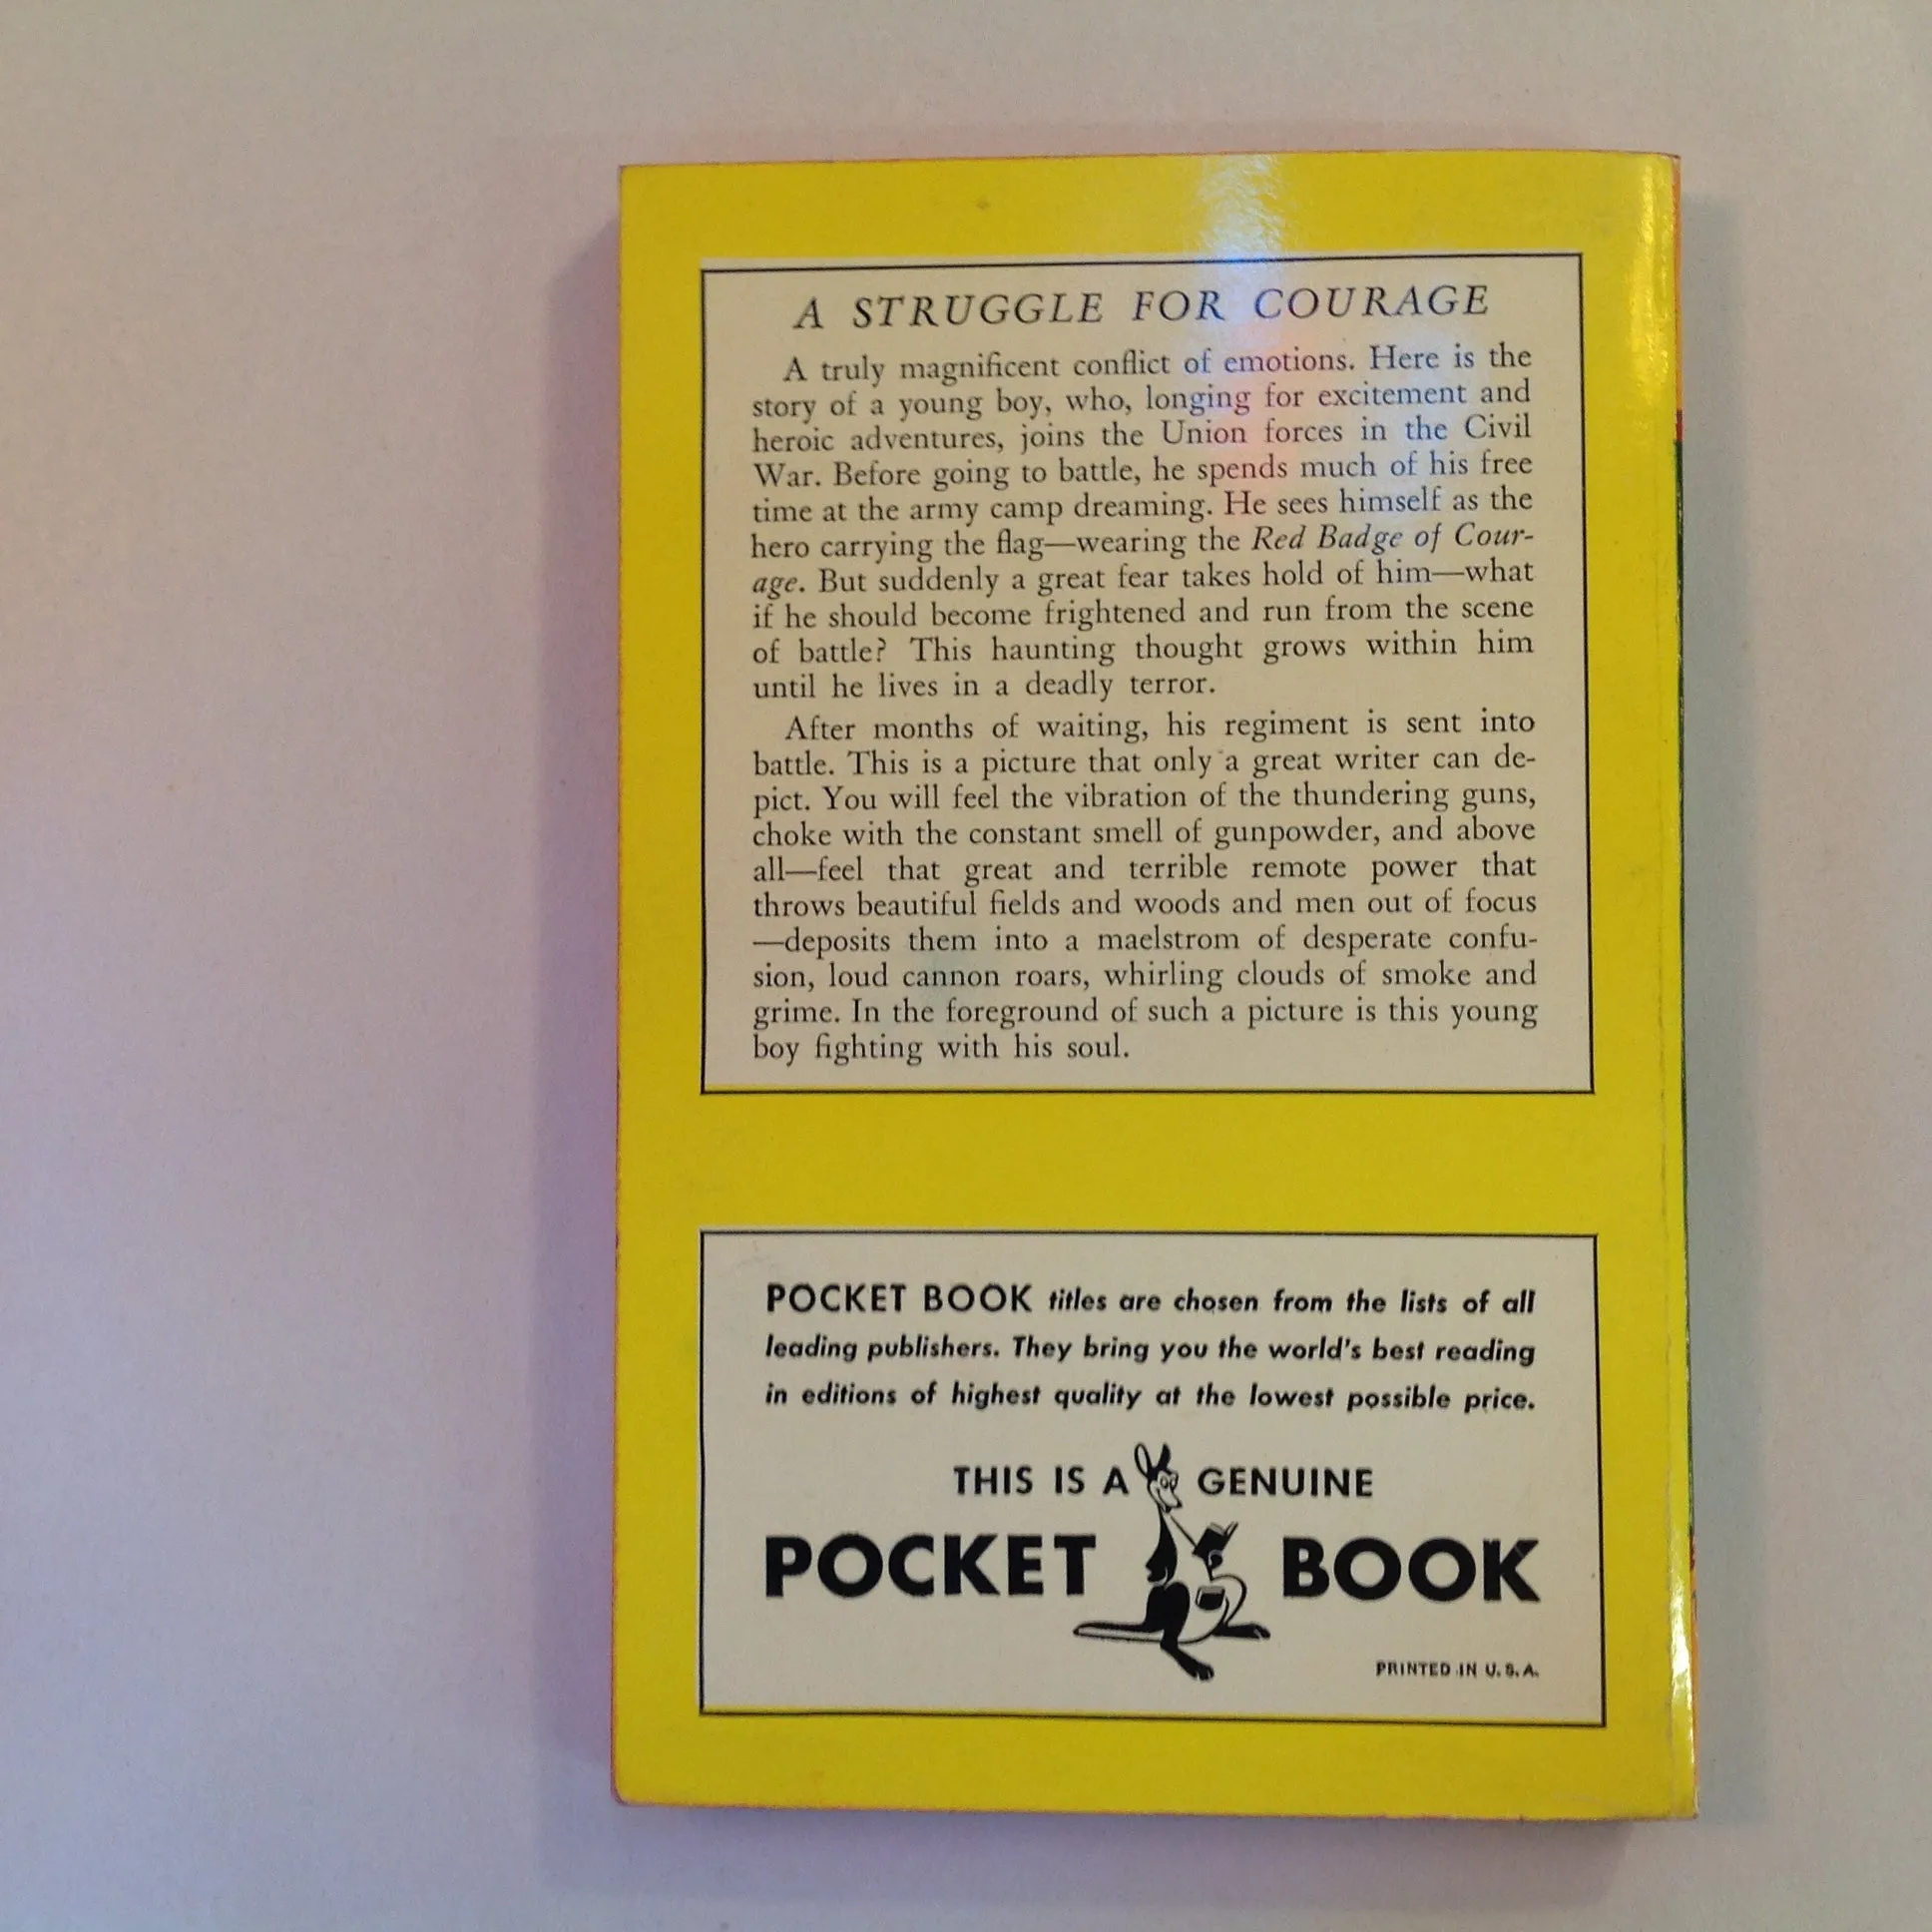 A STRUGGLE FOR COURAGE
A truly magnificent conflict of emotions. Here is the
story of a young boy, who, longing for excitement and
heroic adventures, joins the Union forces in the Civil
War. Before going to battle, he spends much of his free
time at the army camp dreaming. He sees himself as the
hero carrying the flag—wearing the Red Badge of Cour-
age. But suddenly a great fear takes hold of him—what
if he should become frightened and run from the scene
of battle? This haunting thought grows within him
until he lives in a deadly terror.
After months of waiting, his regiment is sent into
battle. This is a picture that only a great writer can de-
pict. You will feel the vibration of the thundering guns,
choke with the constant smell of gunpowder, and above
all—feel that great and terrible remote power that
throws beautiful fields and woods and men out of focus
—deposits them into a maelstrom of desperate confu-
sion, loud cannon roars, whirling clouds of smoke and
grime. In the foreground of such a picture is this young
boy fighting with his soul.
POCKET BOOK titles are chosen from the lists of all
leading publishers. They bring you the world's best reading
in editions of highest quality at the lowest possible price.
THIS IS A GENUINE
POCKET BOOK
PRINTED IN U.S.A.